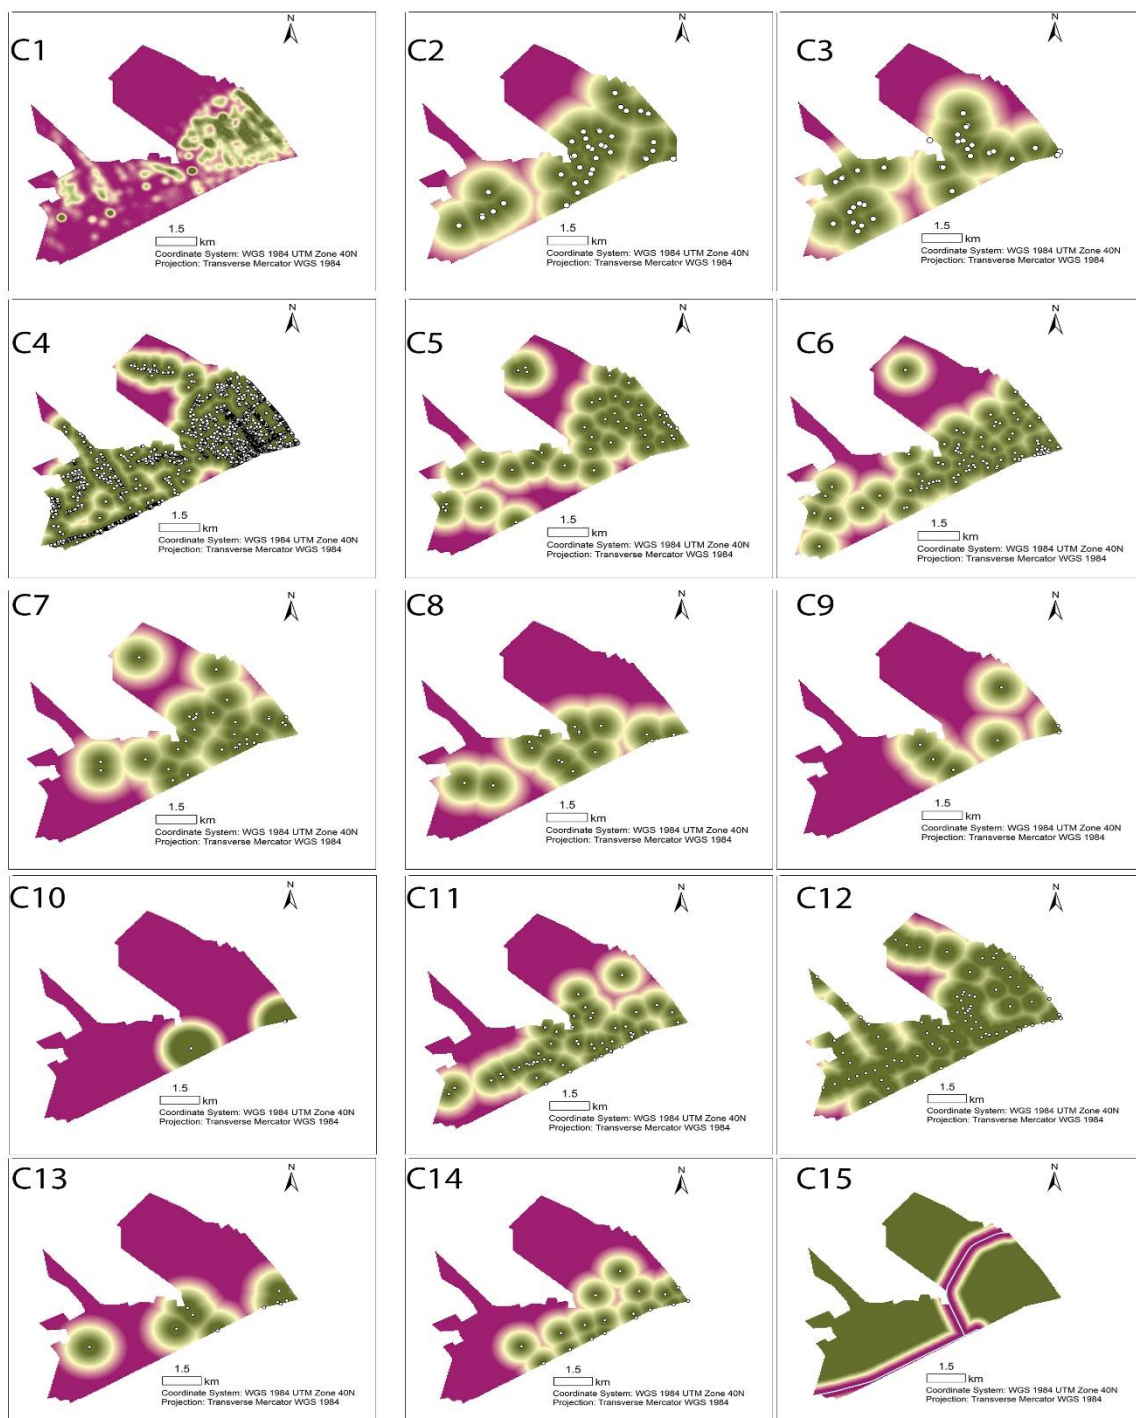 N
C1
1.5
km
Coordinate System: WGS 1984 UTM Zone 40N
Projection: Transverse Mercator WGS 1984
N
C2
1.5
km
Coordinate System: WGS 1984 UTM Zone 40N
Projection: Transverse Mercator WGS 1984
N
C3
1.5
km
Coordinate System: WGS 1984 UTM Zone 40N
Projection: Transverse Mercator WGS 1984
N
C4
1.5
km
Coordinate System: WGS 1984 UTM Zone 40N
Projection: Transverse Mercator WGS 1984
N
C5
1.5
km
Coordinate System: WGS 1984 UTM Zone 40N
Projection: Transverse Mercator WGS 1984
N
C6
1.5
km
Coordinate System: WGS 1984 UTM Zone 40N
Projection: Transverse Mercator WGS 1984
N
C7
1.5
km
Coordinate System: WGS 1984 UTM Zone 40N
Projection: Transverse Mercator WGS 1984
N
C8
1.5
km
Coordinate System: WGS 1984 UTM Zone 40N
Projection: Transverse Mercator WGS 1984
N
C9
1.5
km
Coordinate System: WGS 1984 UTM Zone 40N
Projection: Transverse Mercator WGS 1984
N
C10
1.5
km
Coordinate System: WGS 1984 UTM Zone 40N
Projection: Transverse Mercator WGS 1984
N
C11
1.5
km
Coordinate System: WGS 1984 UTM Zone 40N
Projection: Transverse Mercator WGS 1984
N
C12
1.5
km
Coordinate System: WGS 1984 UTM Zone 40N
Projection: Transverse Mercator WGS 1984
N
C13
1.5
km
Coordinate System: WGS 1984 UTM Zone 40N
Projection: Transverse Mercator WGS 1984
N
C14
1.5
km
Coordinate System: WGS 1984 UTM Zone 40N
Projection: Transverse Mercator WGS 1984
N
C15
1.5
km
Coordinate System: WGS 1984 UTM Zone 40N
Projection: Transverse Mercator WGS 1984